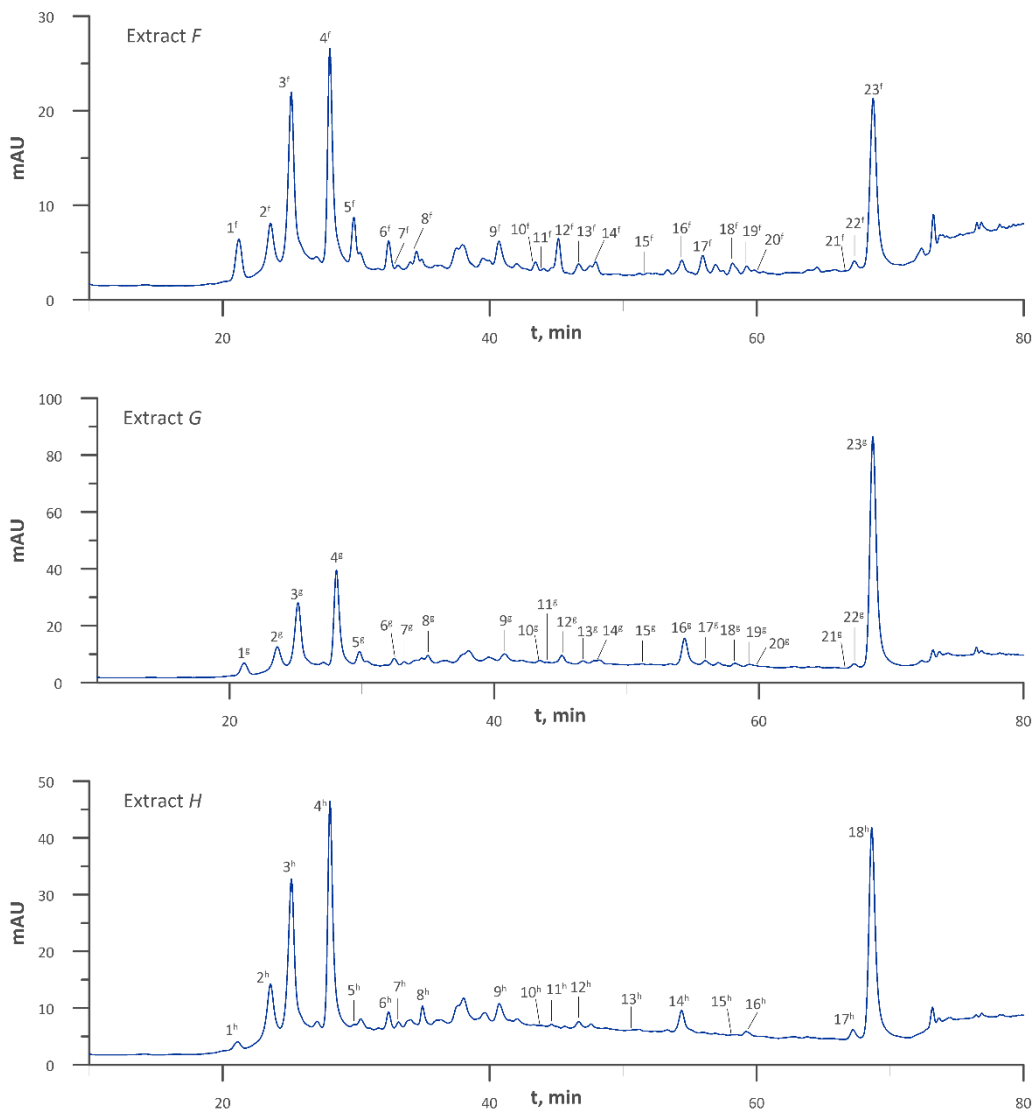 Extract F
mAU
30
20
10
0
1ᶠ
2ᶠ
3ᶠ
4ᶠ
5ᶠ
6ᶠ
7ᶠ
8ᶠ
9ᶠ
10ᶠ
11ᶠ
12ᶠ
13ᶠ
14ᶠ
15ᶠ
16ᶠ
17ᶠ
18ᶠ
19ᶠ
20ᶠ
21ᶠ
22ᶠ
23ᶠ
20
40
60
80
t, min
Extract G
mAU
100
80
60
40
20
0
1ᵍ
2ᵍ
3ᵍ
4ᵍ
5ᵍ
6ᵍ
7ᵍ
8ᵍ
9ᵍ
10ᵍ
11ᵍ
12ᵍ
13ᵍ
14ᵍ
15ᵍ
16ᵍ
17ᵍ
18ᵍ
19ᵍ
20ᵍ
21ᵍ
22ᵍ
23ᵍ
20
40
60
80
t, min
Extract H
mAU
50
40
30
20
10
0
1ʰ
2ʰ
3ʰ
4ʰ
5ʰ
6ʰ
7ʰ
8ʰ
9ʰ
10ʰ
11ʰ
12ʰ
13ʰ
14ʰ
15ʰ
16ʰ
17ʰ
18ʰ
20
40
60
80
t, min